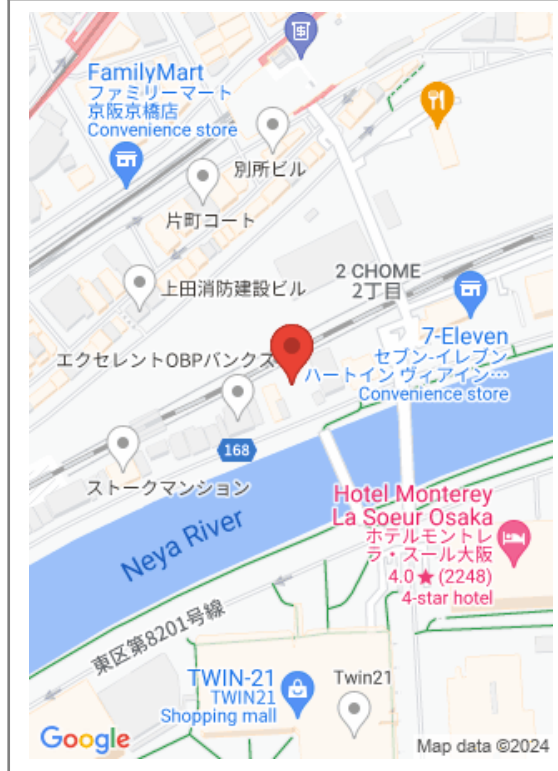 FamilyMart
ファミリーマート
京阪京橋店
Convenience store
別所ビル
片町コート
2 CHOME
2丁目
上田消防建設ビル
7-Eleven
セブン-イレブン
ハートイン ヴィアイン…
Convenience store
エクセレントOBPバンクス
168
ストークマンション
Neya River
Hotel Monterey
La Soeur Osaka
ホテルモントレ
ラ・スール大阪
4.0★ (2248)
4-star hotel
東区第8201号線
TWIN-21
TWIN21
Shopping mall
Twin21
Google
Map data ©2024